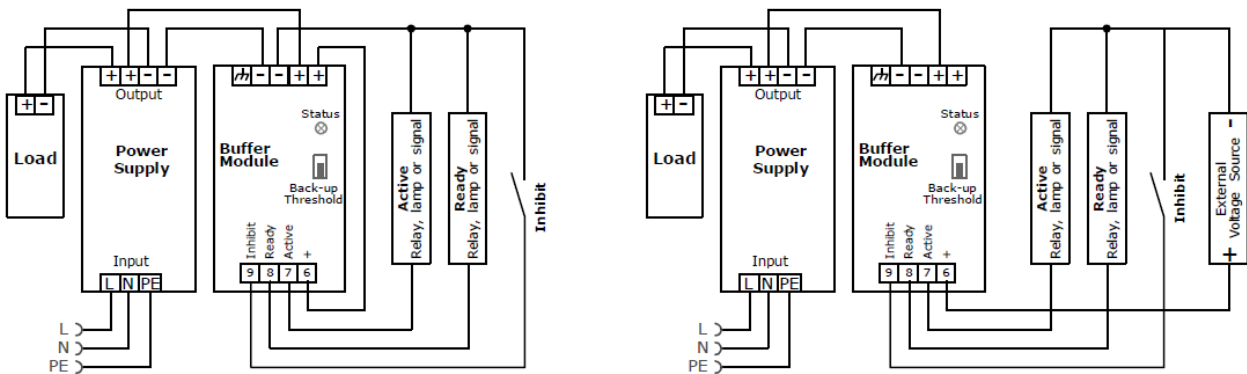 + + – –
Output
+ –
Load
Power
Supply
Input
L N PE
L
N
PE
– – + +
Status
Buffer
Module
Back-up
Threshold
Inhibit
Ready
Active
+
9 8 7 6
Active
Relay, lamp or signal
Ready
Relay, lamp or signal
Inhibit
+ + – –
Output
+ –
Load
Power
Supply
Input
L N PE
L
N
PE
– – + +
Status
Buffer
Module
Back-up
Threshold
Inhibit
Ready
Active
+
9 8 7 6
Active
Relay, lamp or signal
Ready
Relay, lamp or signal
Inhibit
–
External
Voltage Source
+